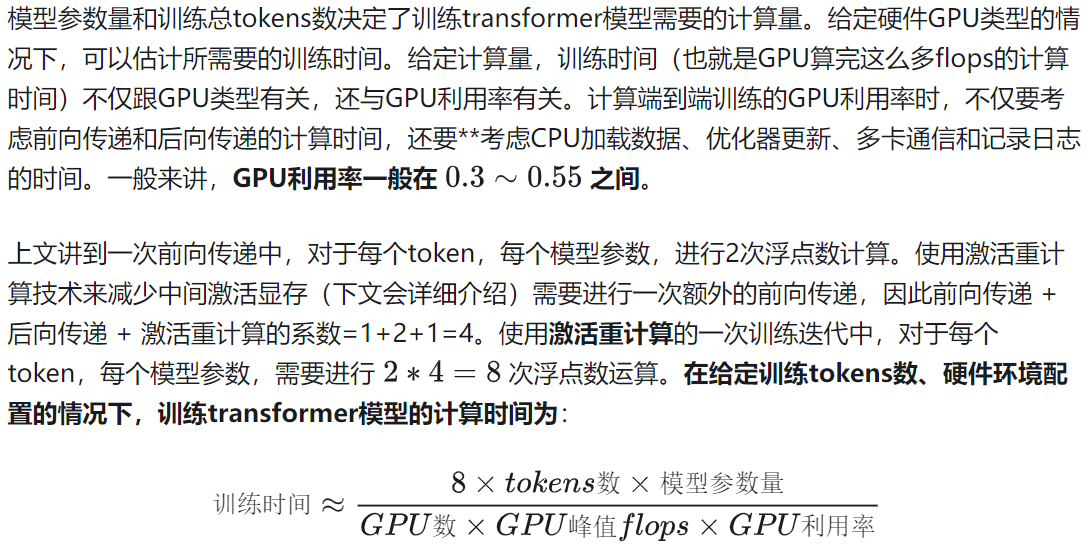 模型参数量和训练总tokens数决定了训练transformer模型需要的计算量。给定硬件GPU类型的情
况下，可以估计所需要的训练时间。给定计算量，训练时间（也就是GPU算完这么多flops的计算
时间）不仅跟GPU类型有关，还与GPU利用率有关。计算端到端训练的GPU利用率时，不仅要考
虑前向传递和后向传递的计算时间，还要**考虑CPU加载数据、优化器更新、多卡通信和记录日志
的时间。一般来讲，GPU利用率一般在 0.3 ∼ 0.55 之间。
上文讲到一次前向传递中，对于每个token，每个模型参数，进行2次浮点数计算。使用激活重计
算技术来减少中间激活显存（下文会详细介绍）需要进行一次额外的前向传递，因此前向传递 +
后向传递 + 激活重计算的系数=1+2+1=4。使用激活重计算的一次训练迭代中，对于每个
token，每个模型参数，需要进行 2 ∗ 4 = 8 次浮点数运算。在给定训练tokens数、硬件环境配
置的情况下，训练transformer模型的计算时间为：
8 × tokens数 × 模型参数量
训练时间 ≈
GPU数 × GPU峰值flops × GPU利用率